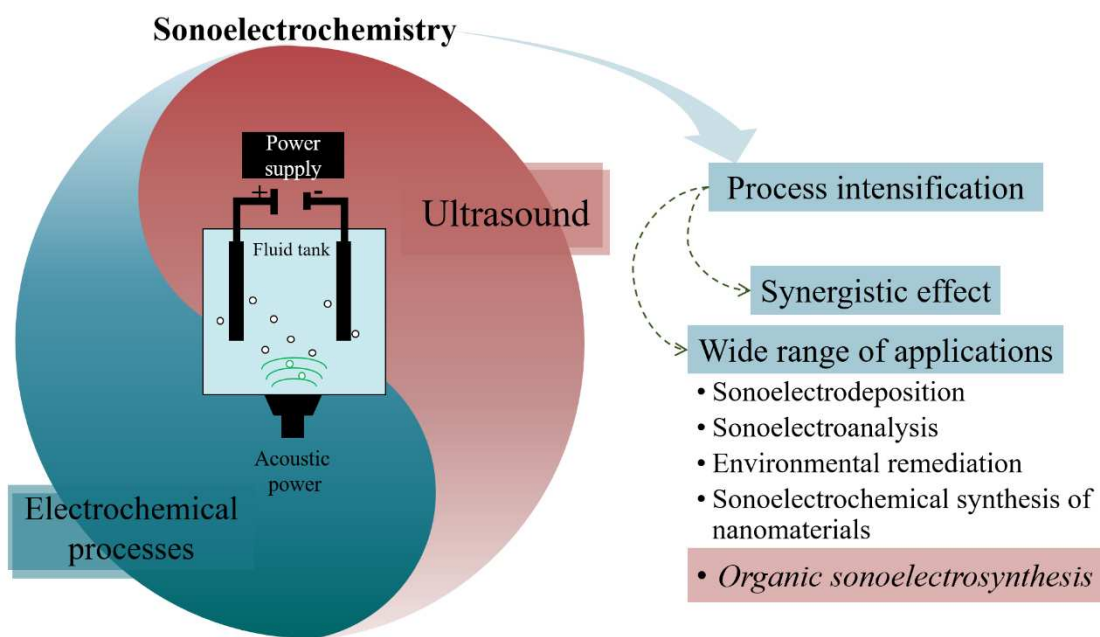 Sonoelectrochemistry
Power
supply
+ -
Fluid tank
Ultrasound
Acoustic
power
Electrochemical
processes
Process intensification
Synergistic effect
Wide range of applications
• Sonoelectrodeposition
• Sonoelectroanalysis
• Environmental remediation
• Sonoelectrochemical synthesis of
nanomaterials
• Organic sonoelectrosynthesis